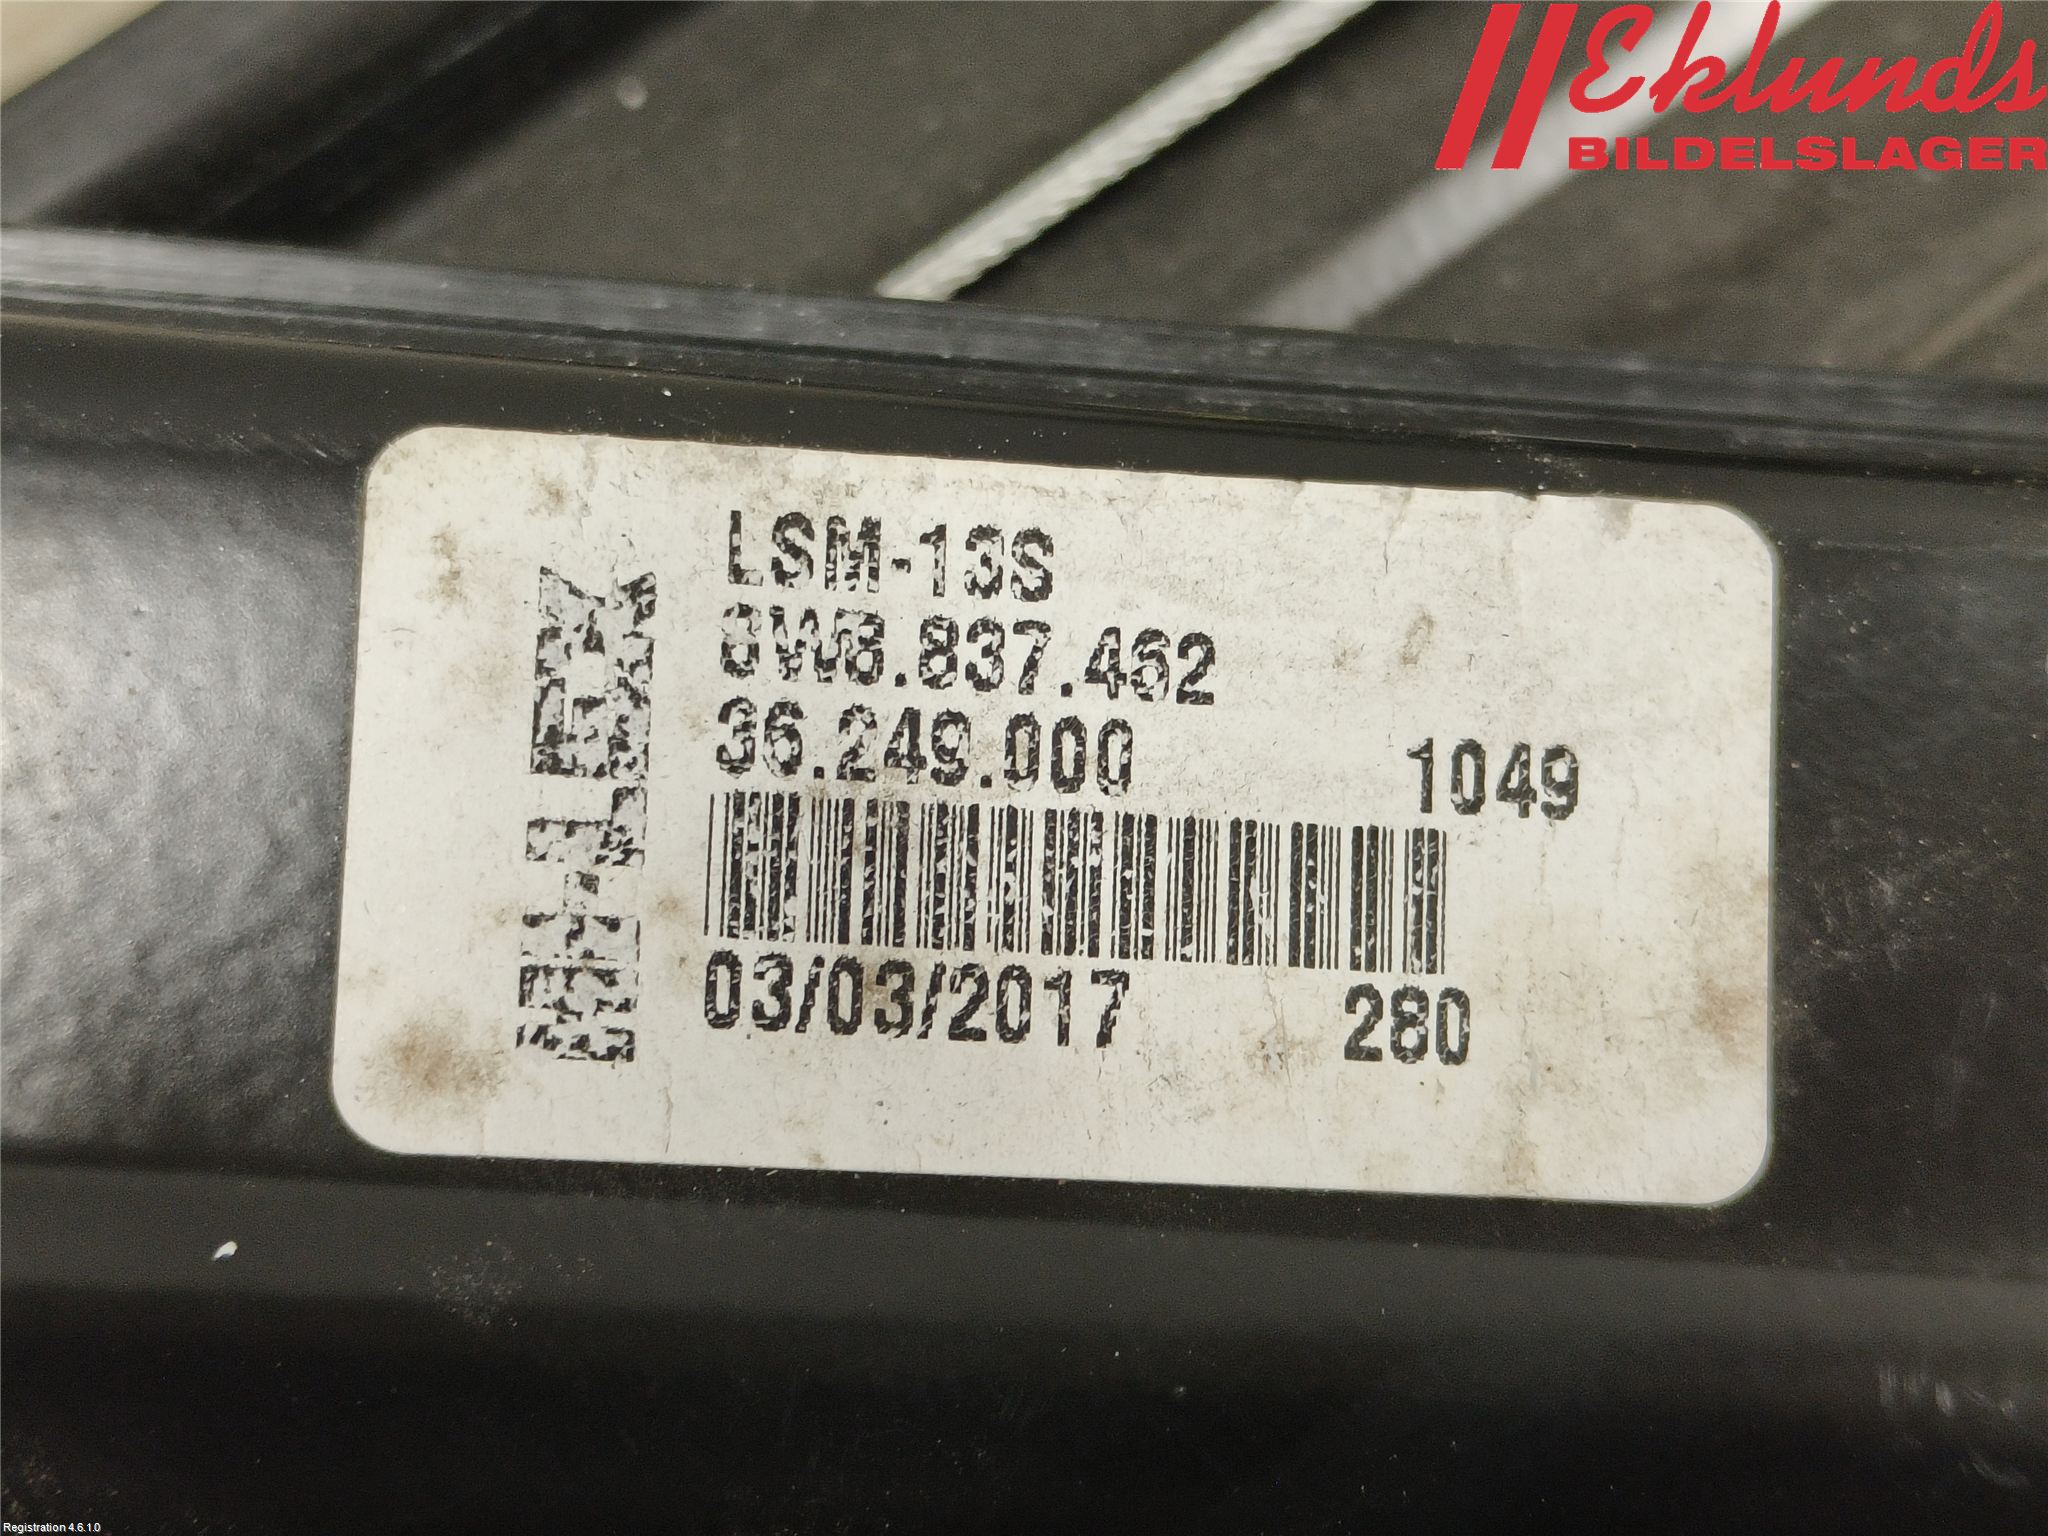 Eklunds
BILDELSLAGER
LSM-13S
8W8.837.462
36.249.000 1049
03/03/2017 280
Registration 4.6.1.0